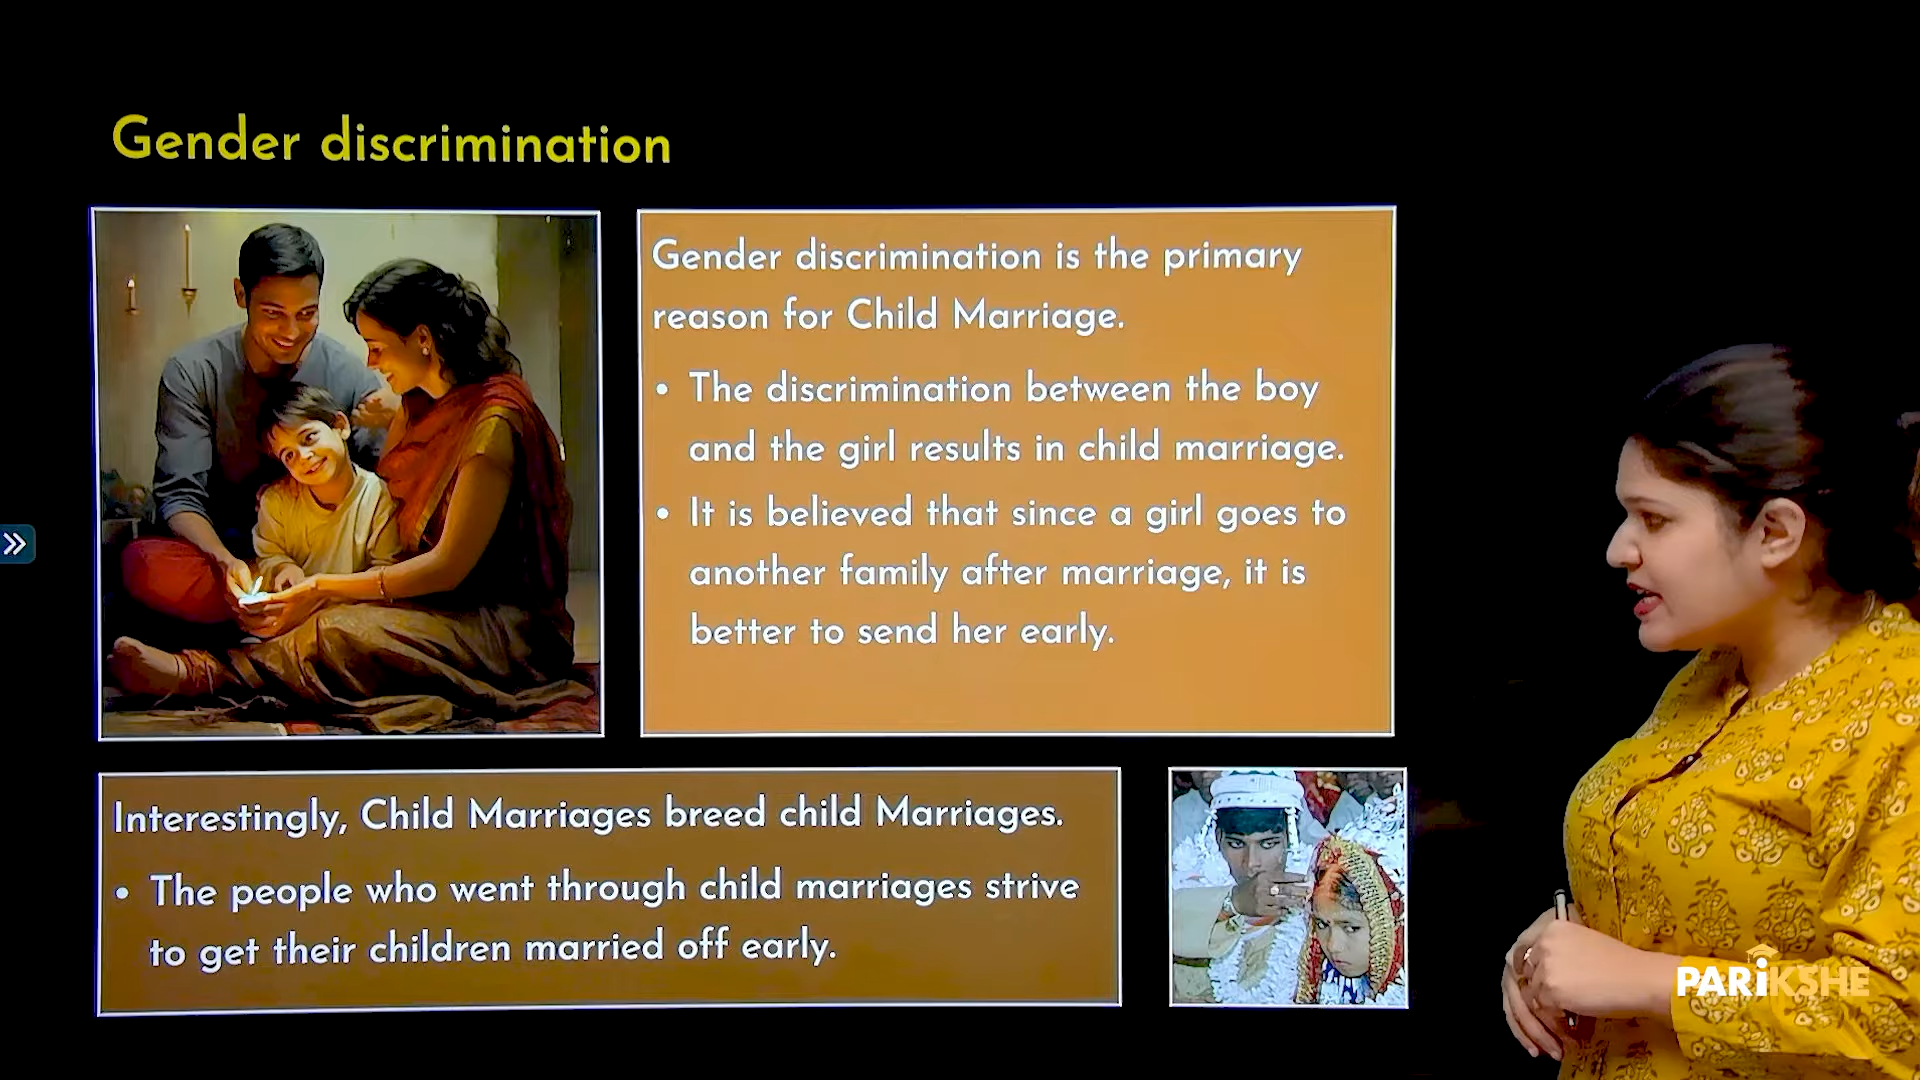 Gender discrimination
Gender discrimination is the primary
reason for Child Marriage.
• The discrimination between the boy
and the girl results in child marriage.
• It is believed that since a girl goes to
another family after marriage, it is
better to send her early.
Interestingly, Child Marriages breed child Marriages.
• The people who went through child marriages strive
to get their children married off early.
PARiKSHE